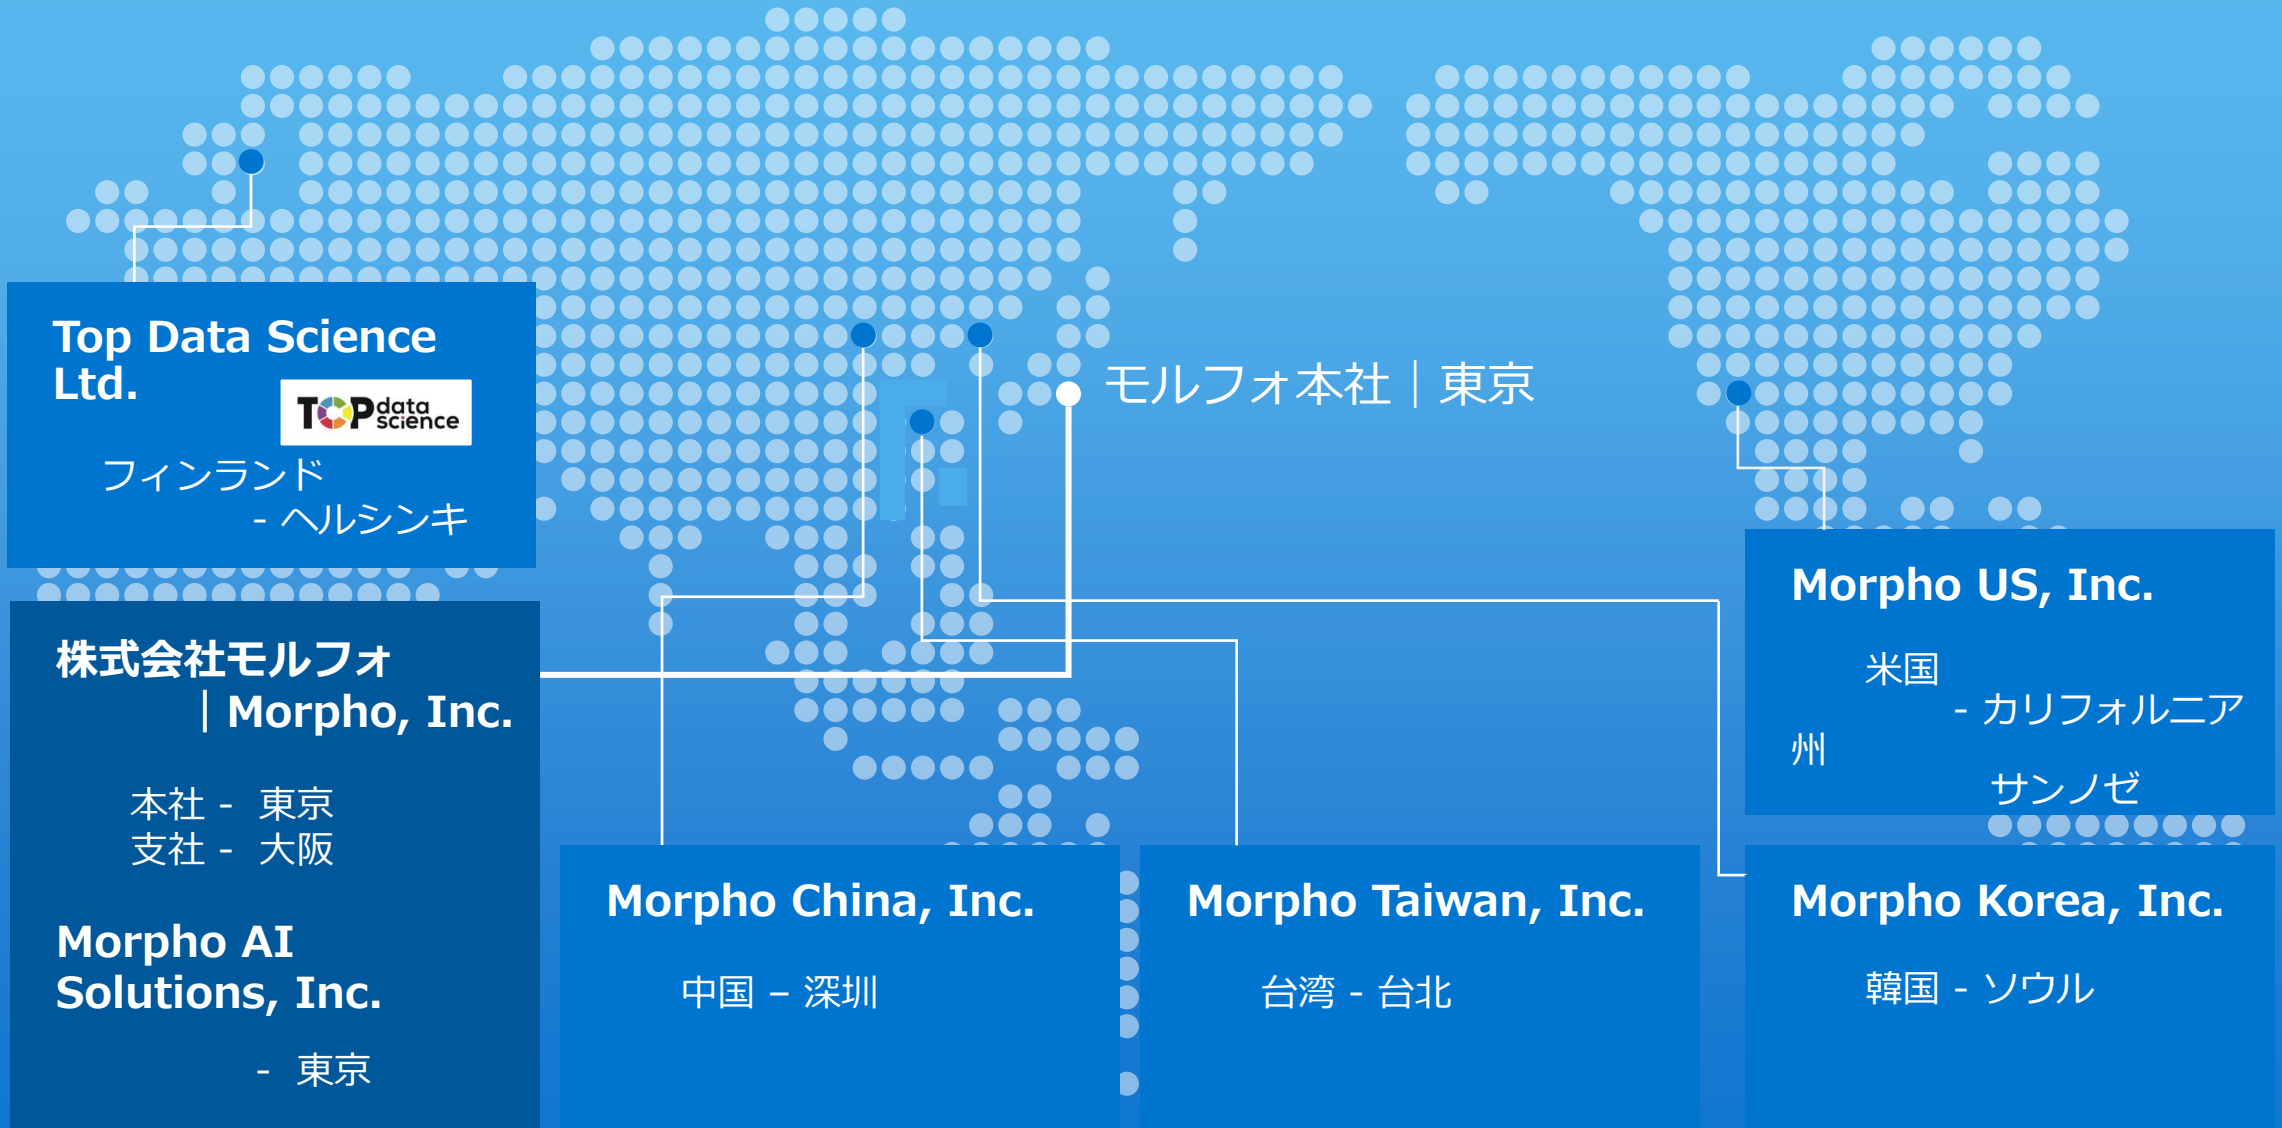 Top Data Science
Ltd.
TOP data
science
フィンランド
- ヘルシンキ
モルフォ本社｜東京
株式会社モルフォ
｜Morpho, Inc.
本社 - 東京
支社 - 大阪
Morpho AI
Solutions, Inc.
- 東京
Morpho China, Inc.
中国 – 深圳
Morpho Taiwan, Inc.
台湾 - 台北
Morpho US, Inc.
米国
- カリフォルニア
州
サンノゼ
Morpho Korea, Inc.
韓国 - ソウル